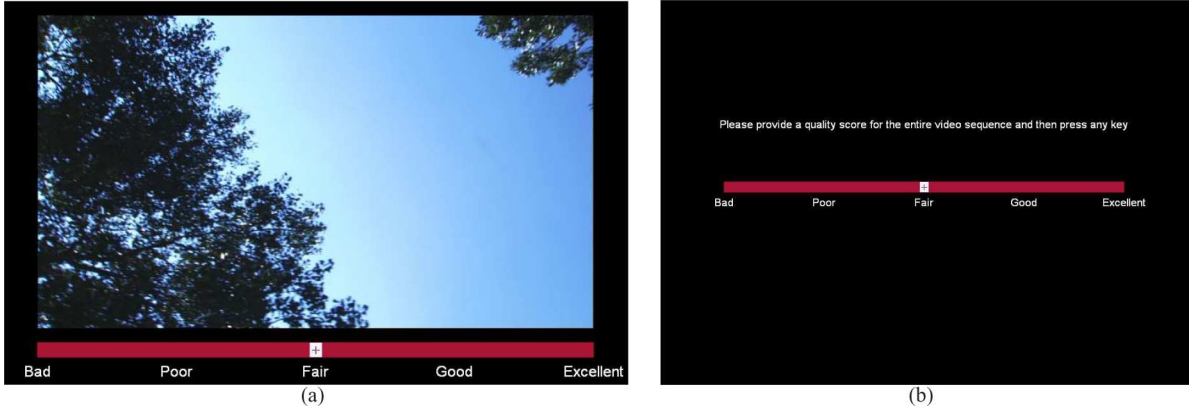 Bad Poor Fair Good Excellent
(a)
Please provide a quality score for the entire video sequence and then press any key
Bad Poor Fair Good Excellent
(b)